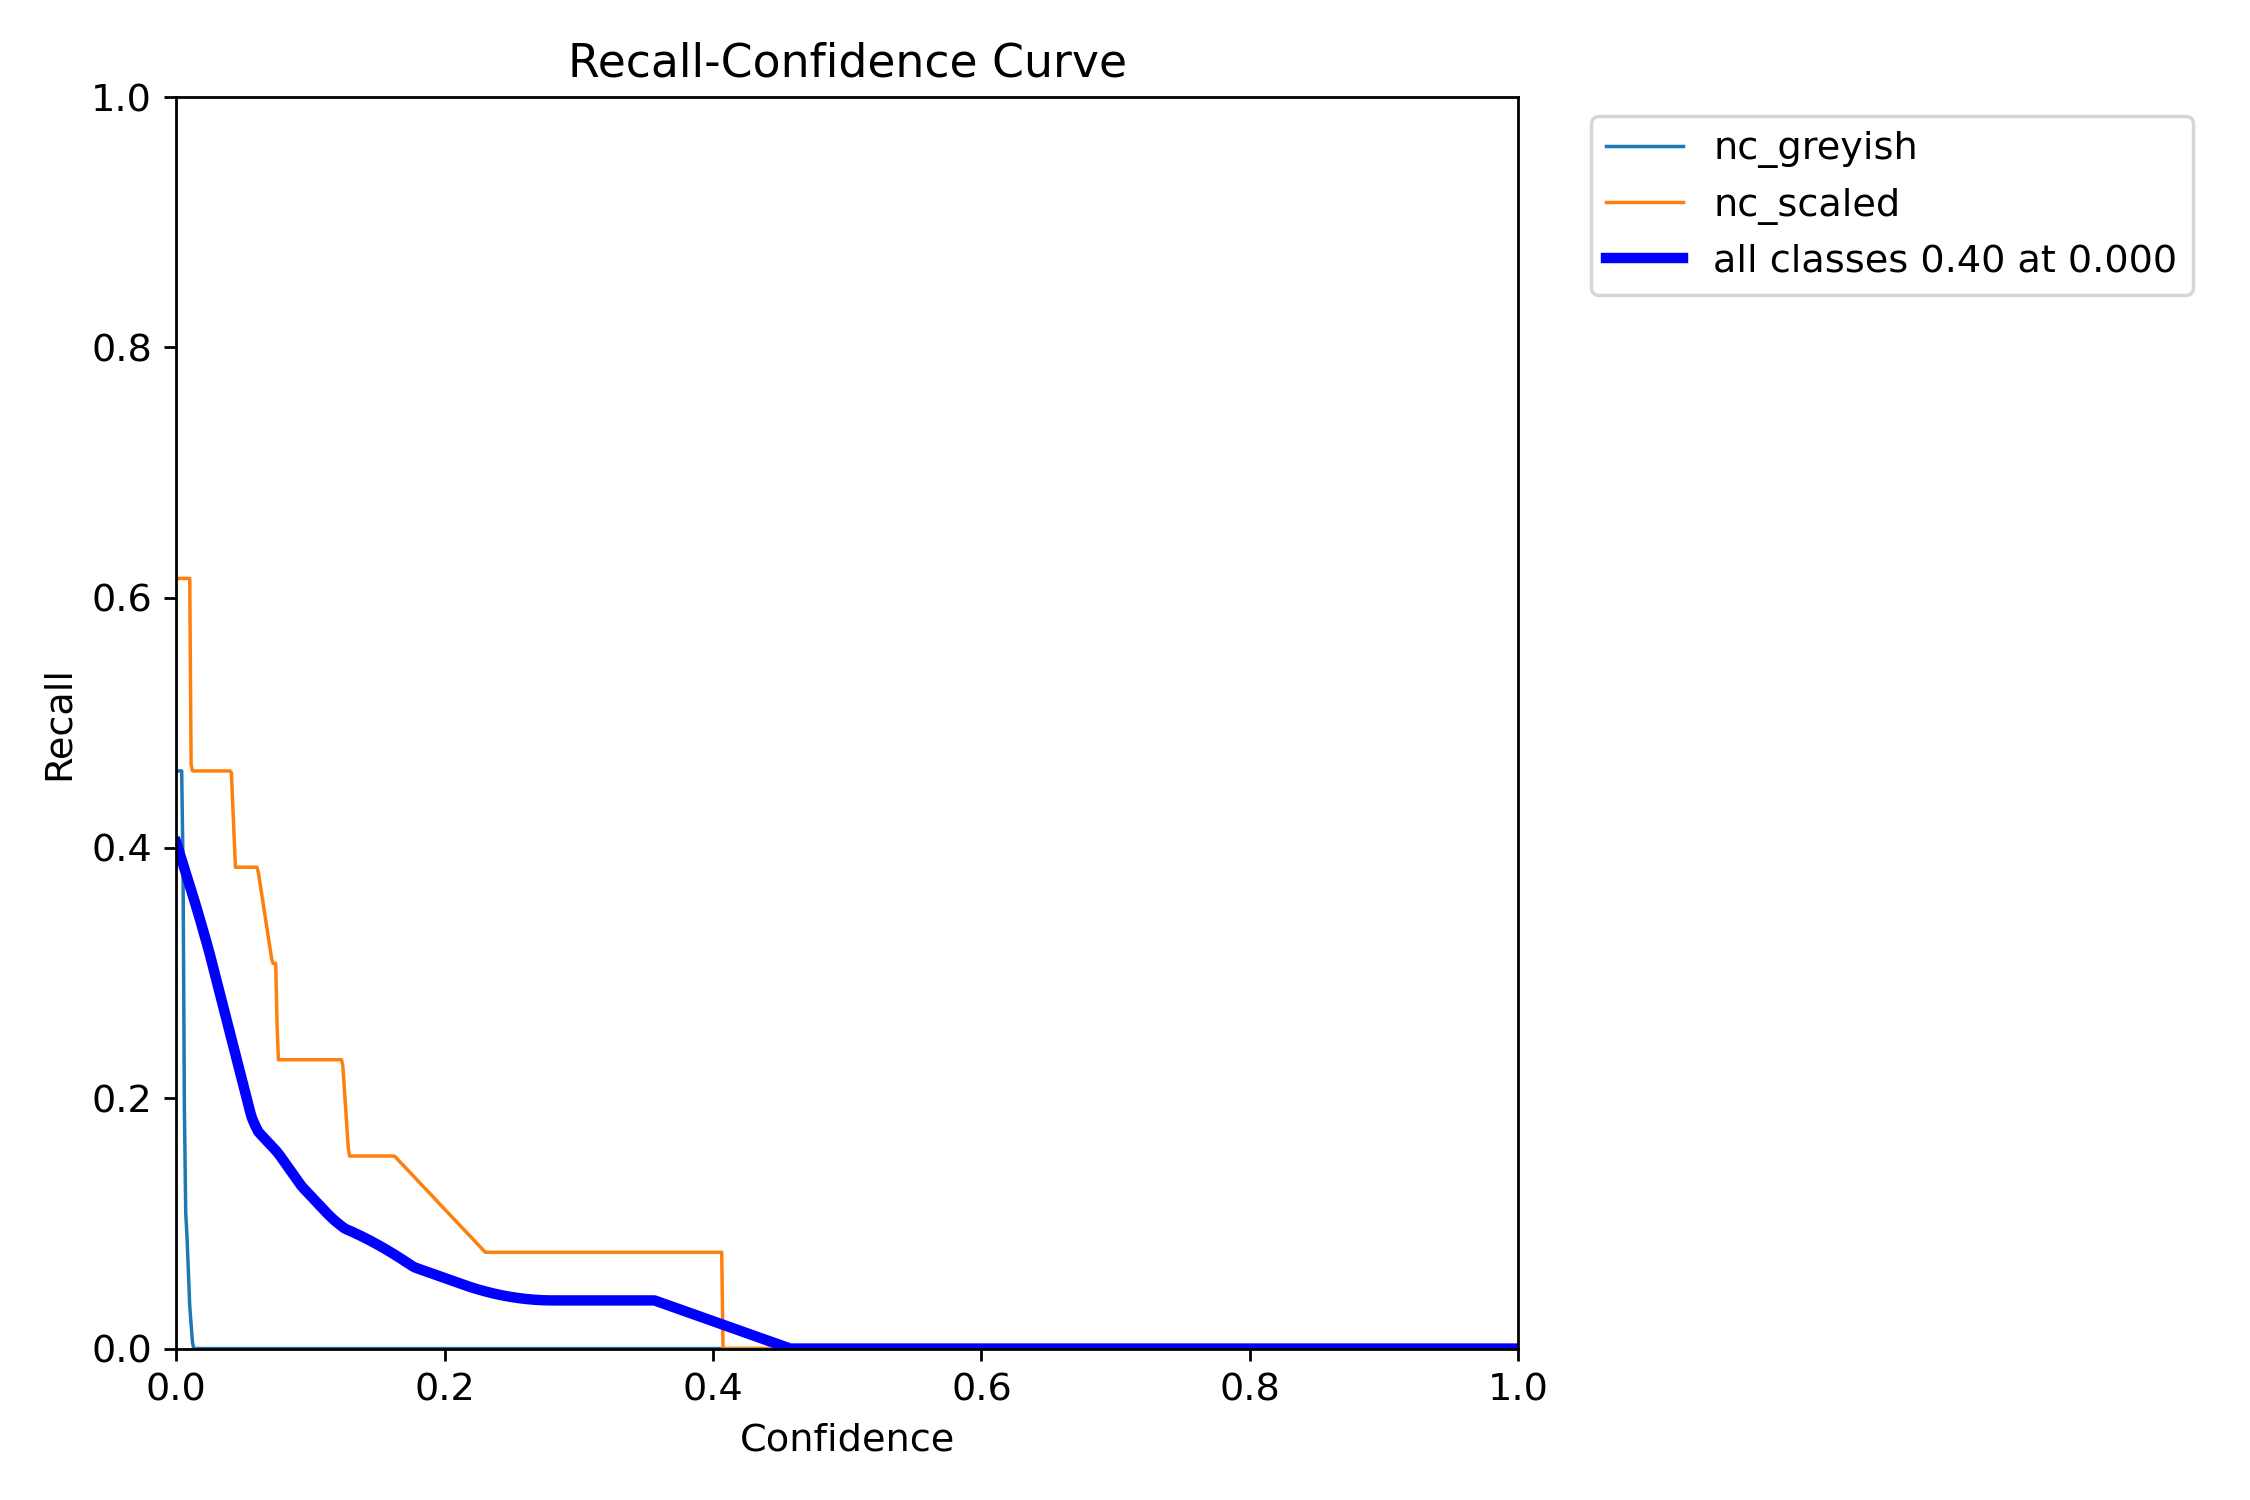 Recall-Confidence Curve
1.0
0.8
0.6
0.4
0.2
0.0
Recall
0.0 0.2 0.4 0.6 0.8 1.0
Confidence
nc_greyish
nc_scaled
all classes 0.40 at 0.000